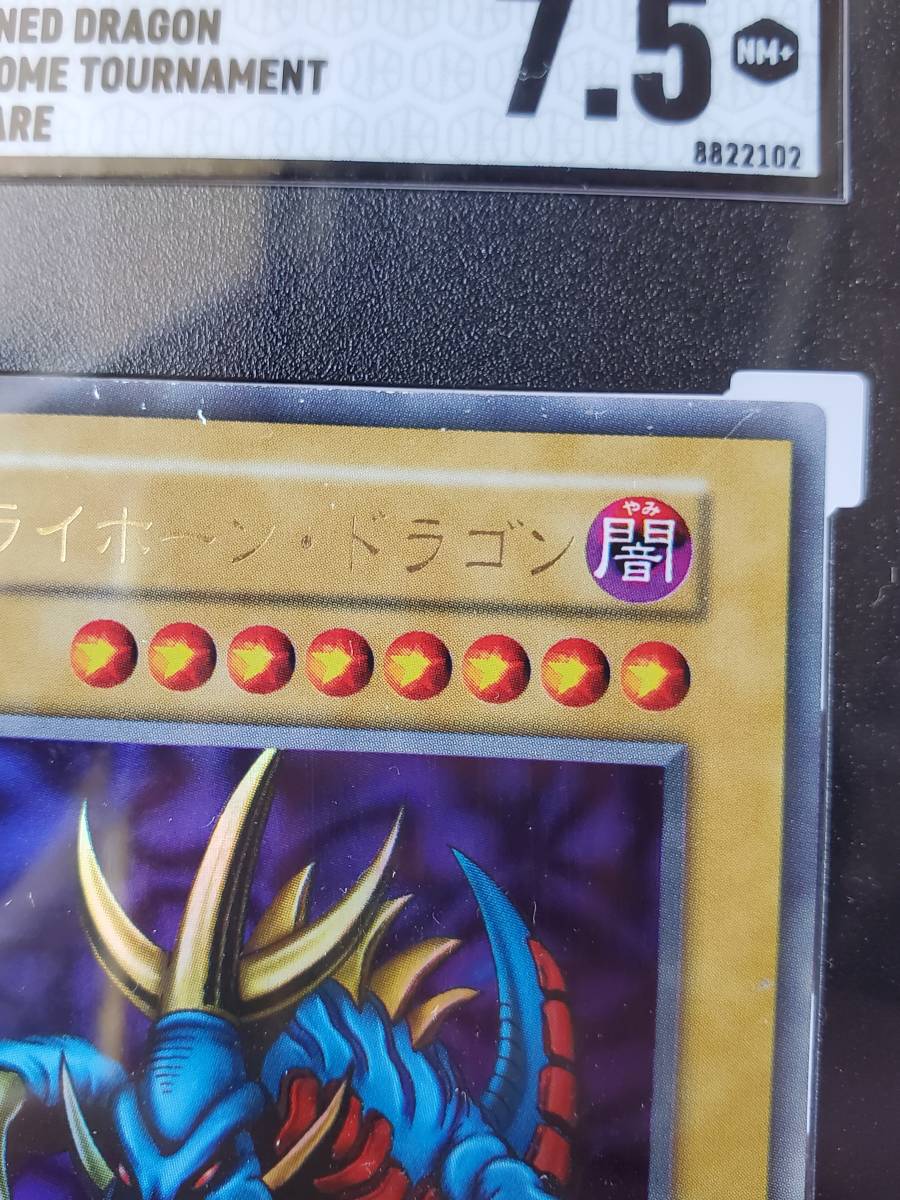 NED DRAGON
OME TOURNAMENT
ARE
7.5
NM+
8822102
ライホーン・ドラゴン
やみ
闇